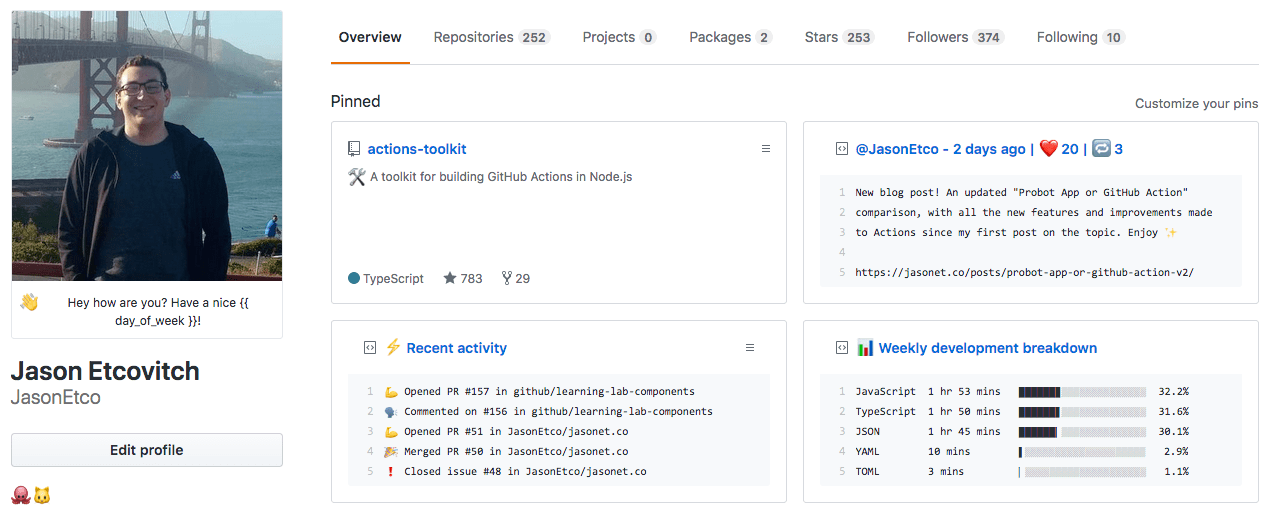 Overview Repositories 252 Projects 0 Packages 2 Stars 253 Followers 374 Following 10
Pinned
Customize your pins
actions-toolkit
🛠 A toolkit for building GitHub Actions in Node.js
TypeScript 783 29
@JasonEtco - 2 days ago | ❤️ 20 | 🔁 3
1 New blog post! An updated "Probot App or GitHub Action"
2 comparison, with all the new features and improvements made
3 to Actions since my first post on the topic. Enjoy ✨
4
5 https://jasonet.co/posts/probot-app-or-github-action-v2/
👋 Hey how are you? Have a nice {{
day_of_week }}!
Jason Etcovitch
JasonEtco
Edit profile
🐙🐱
⚡ Recent activity
1 💪 Opened PR #157 in github/learning-lab-components
2 🗣 Commented on #156 in github/learning-lab-components
3 💪 Opened PR #51 in JasonEtco/jasonet.co
4 🎉 Merged PR #50 in JasonEtco/jasonet.co
5 ❗ Closed issue #48 in JasonEtco/jasonet.co
📊 Weekly development breakdown
1 JavaScript 1 hr 53 mins 32.2%
2 TypeScript 1 hr 50 mins 31.6%
3 JSON 1 hr 45 mins 30.1%
4 YAML 10 mins 2.9%
5 TOML 3 mins 1.1%